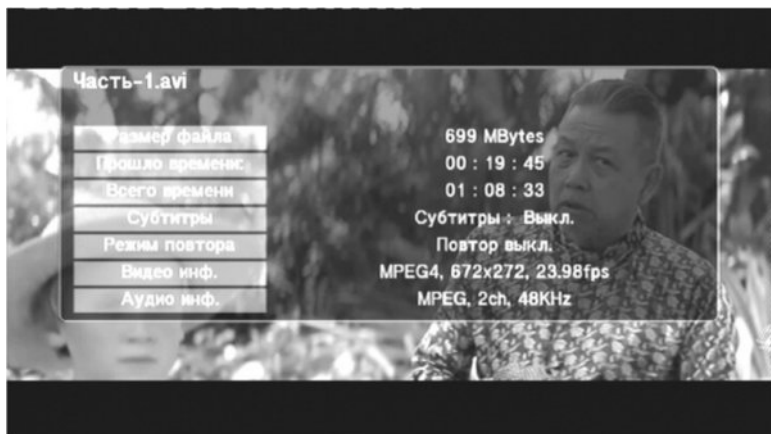 Часть-1.avi
Размер файла 699 MBytes
Прошло времени: 00 : 19 : 45
Всего времени 01 : 08 : 33
Субтитры Субтитры : Выкл.
Режим повтора Повтор выкл.
Видео инф. MPEG4, 672x272, 23.98fps
Аудио инф. MPEG, 2ch, 48KHz